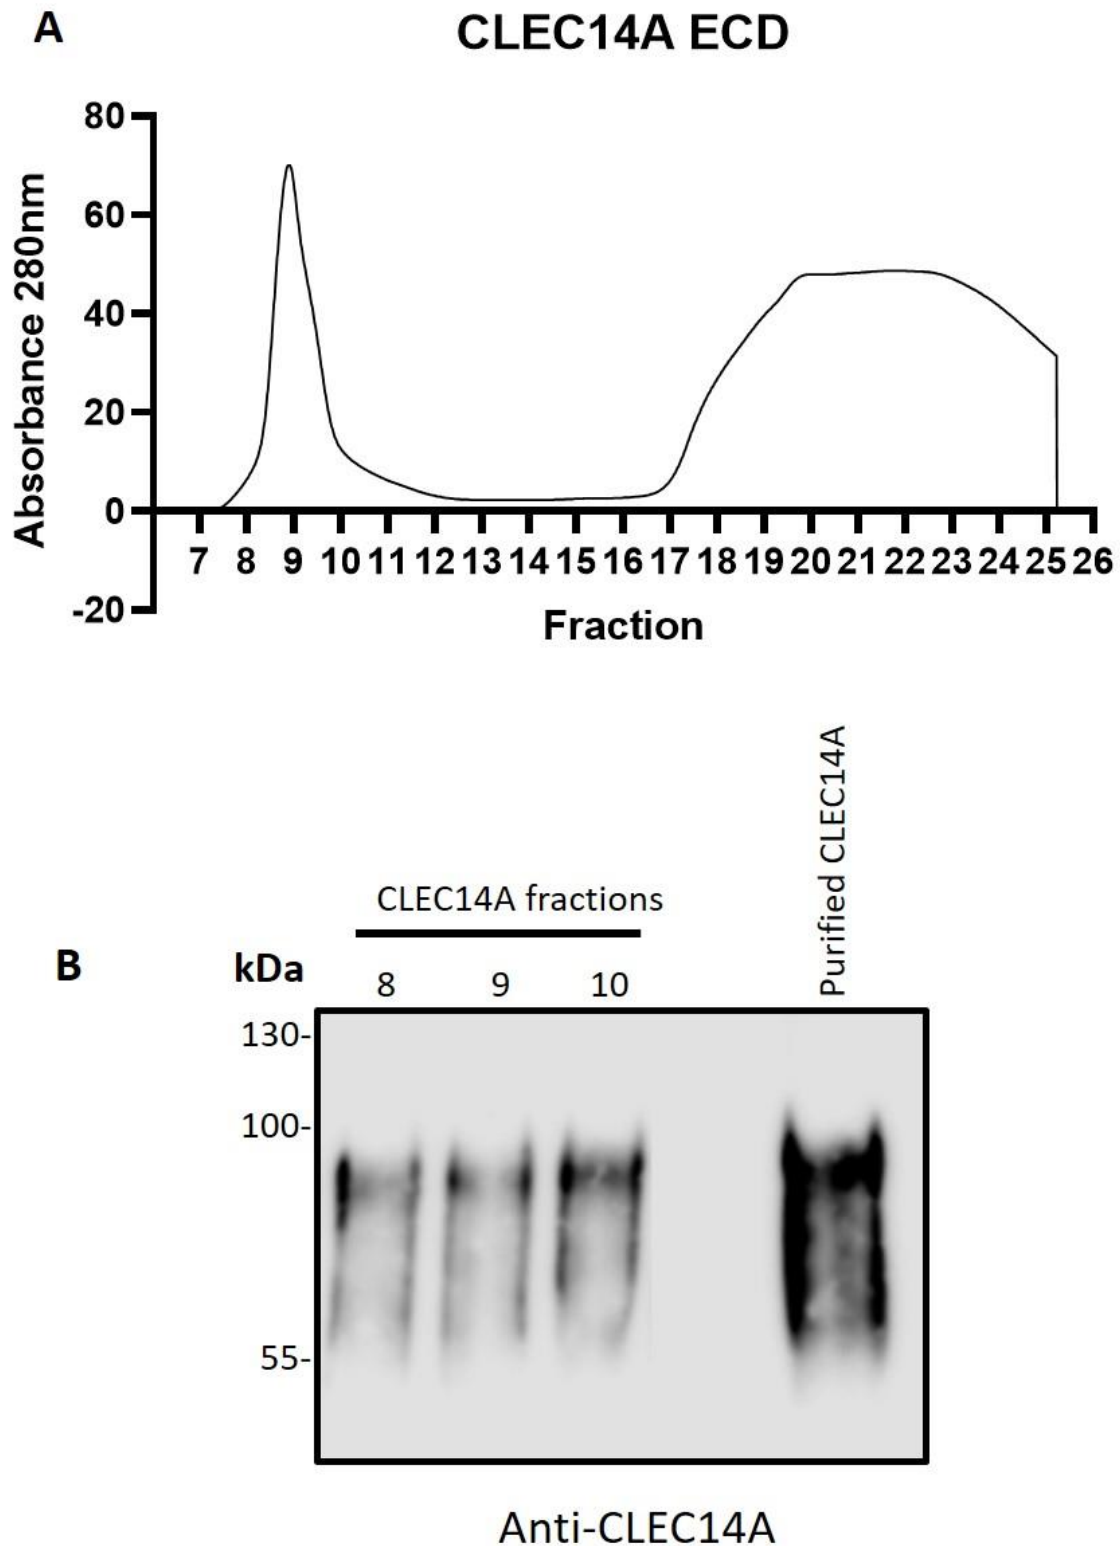 A
CLEC14A ECD
Absorbance 280nm
80
60
40
20
0
-20
7 8 9 10 11 12 13 14 15 16 17 18 19 20 21 22 23 24 25 26
Fraction
B
CLEC14A fractions
Purified CLEC14A
kDa
8 9 10
130-
100-
55-
Anti-CLEC14A